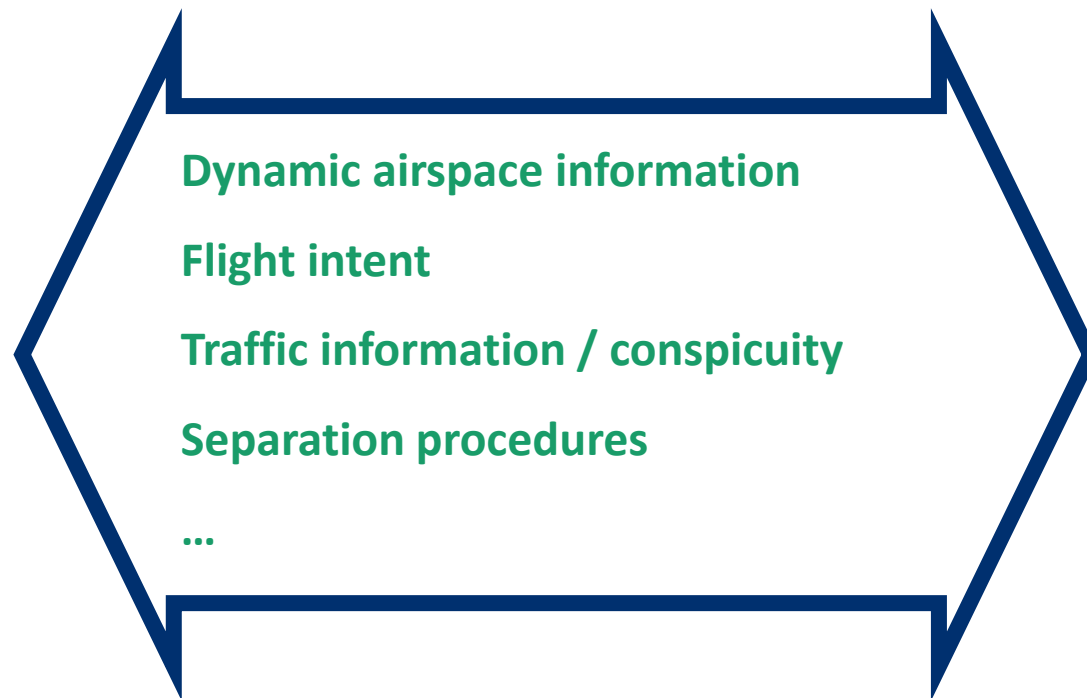 Dynamic airspace information
Flight intent
Traffic information / conspicuity
Separation procedures
…